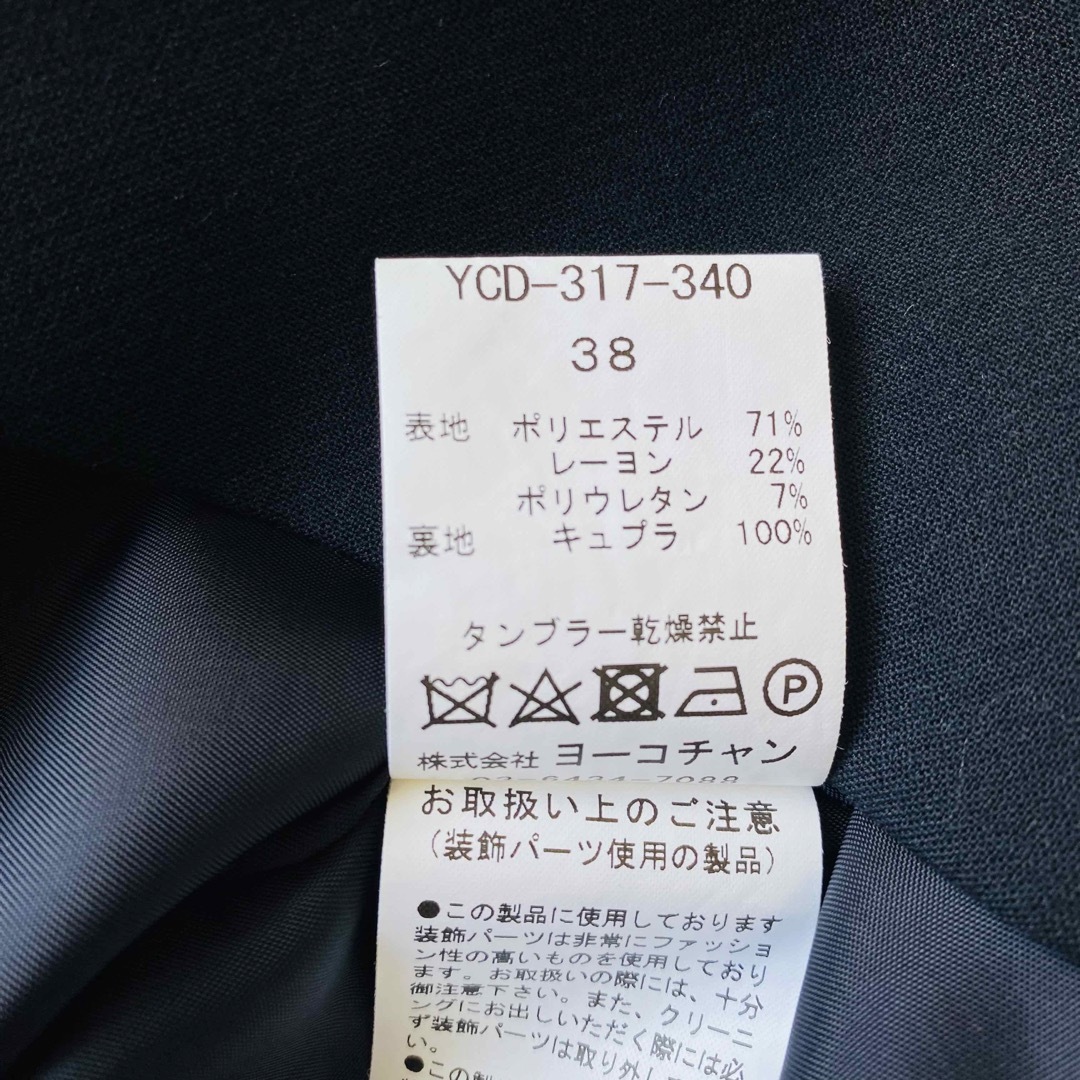 YCD-317-340
38
表地 ポリエステル 71%
レーヨン 22%
ポリウレタン 7%
裏地 キュプラ 100%
タンブラー乾燥禁止
P
株式会社 ヨーコチャン
お取扱い上のご注意
(装飾パーツ使用の製品)
●この製品に使用しております
装飾パーツは非常にファッショ
ン性の高いものを使用しており
ます。お取扱いの際には、十分
御注意下さい。また、クリーニ
ングにお出しいただく際には必
ず装飾パーツは取り外して
い。
●この製